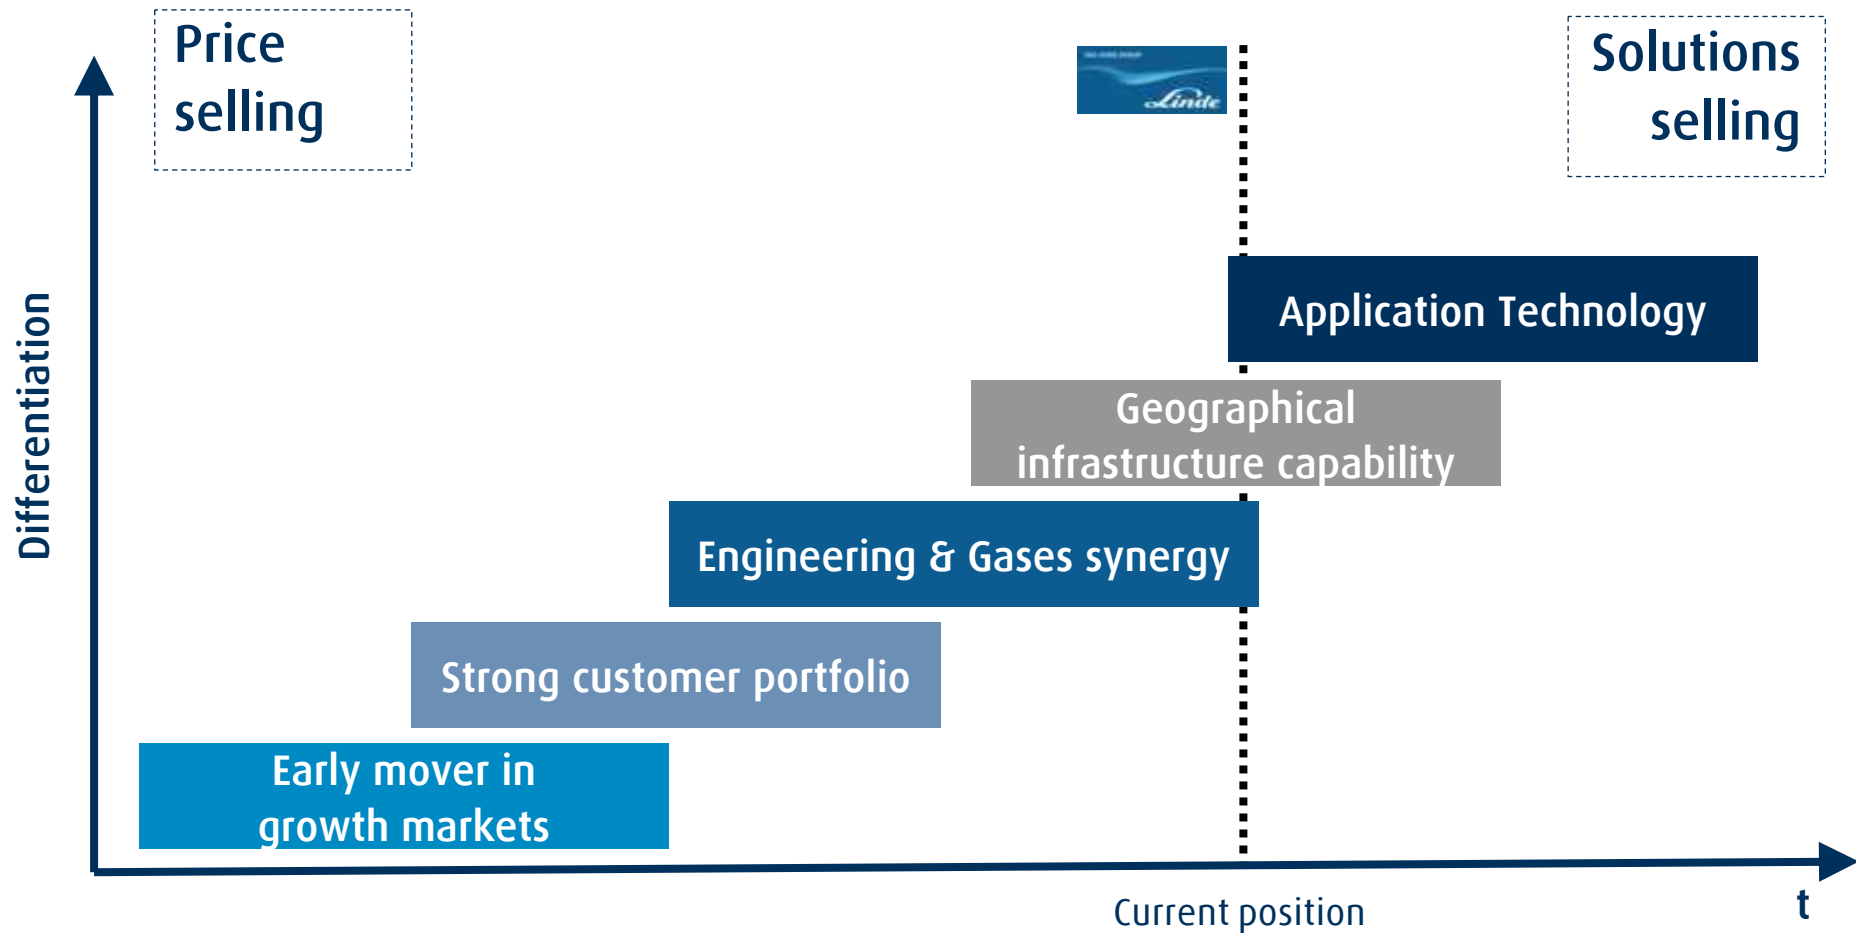 Price
selling
Linde
Solutions
selling
Differentiation
Application Technology
Geographical
infrastructure capability
Engineering & Gases synergy
Strong customer portfolio
Early mover in
growth markets
Current position
t